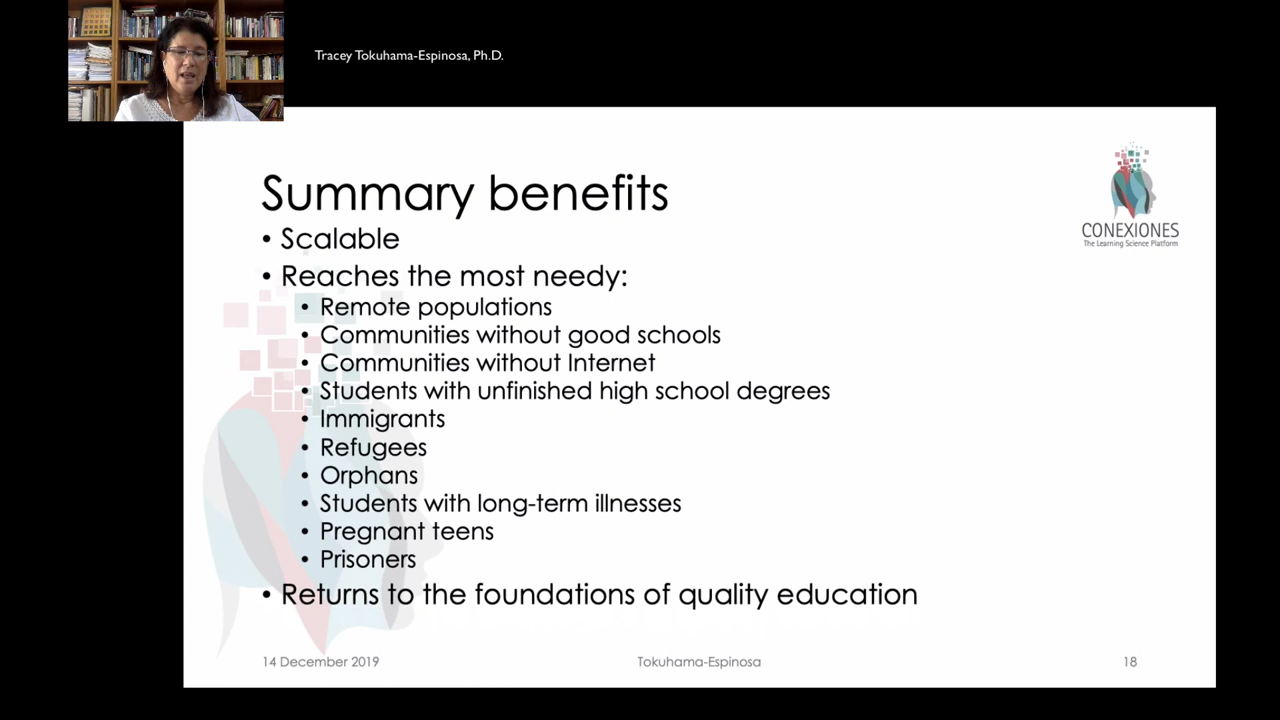 Tracey Tokuhama-Espinosa, Ph.D.
Summary benefits
CONEXIONES
The Learning Science Platform
• Scalable
• Reaches the most needy:
• Remote populations
• Communities without good schools
• Communities without Internet
• Students with unfinished high school degrees
• Immigrants
• Refugees
• Orphans
• Students with long-term illnesses
• Pregnant teens
• Prisoners
• Returns to the foundations of quality education
14 December 2019
Tokuhama-Espinosa
18